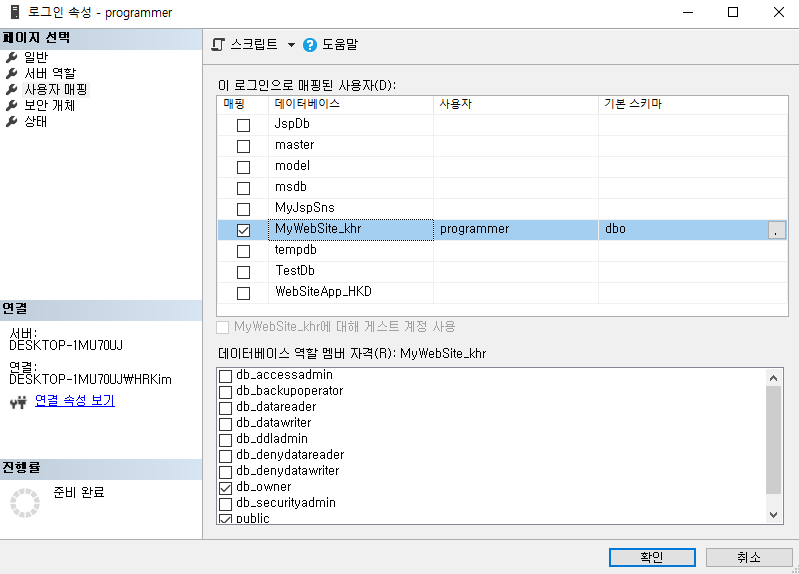 로그인 속성 - programmer
페이지 선택
일반
서버 역할
사용자 매핑
보안 개체
상태
스크립트 도움말
이 로그인으로 매핑된 사용자(D):
매핑 데이터베이스 사용자 기본 스키마
JspDb
master
model
msdb
MyJspSns
MyWebSite_khr programmer dbo .
tempdb
TestDb
WebSiteApp_HKD
MyWebSite_khr에 대해 게스트 계정 사용
데이터베이스 역할 멤버 자격(R): MyWebSite_khr
db_accessadmin
db_backupoperator
db_datareader
db_datawriter
db_ddladmin
db_denydatareader
db_denydatawriter
db_owner
db_securityadmin
public
연결
서버:
DESKTOP-1MU70UJ
연결:
DESKTOP-1MU70UJ₩HRKim
연결 속성 보기
진행률
준비 완료
확인 취소